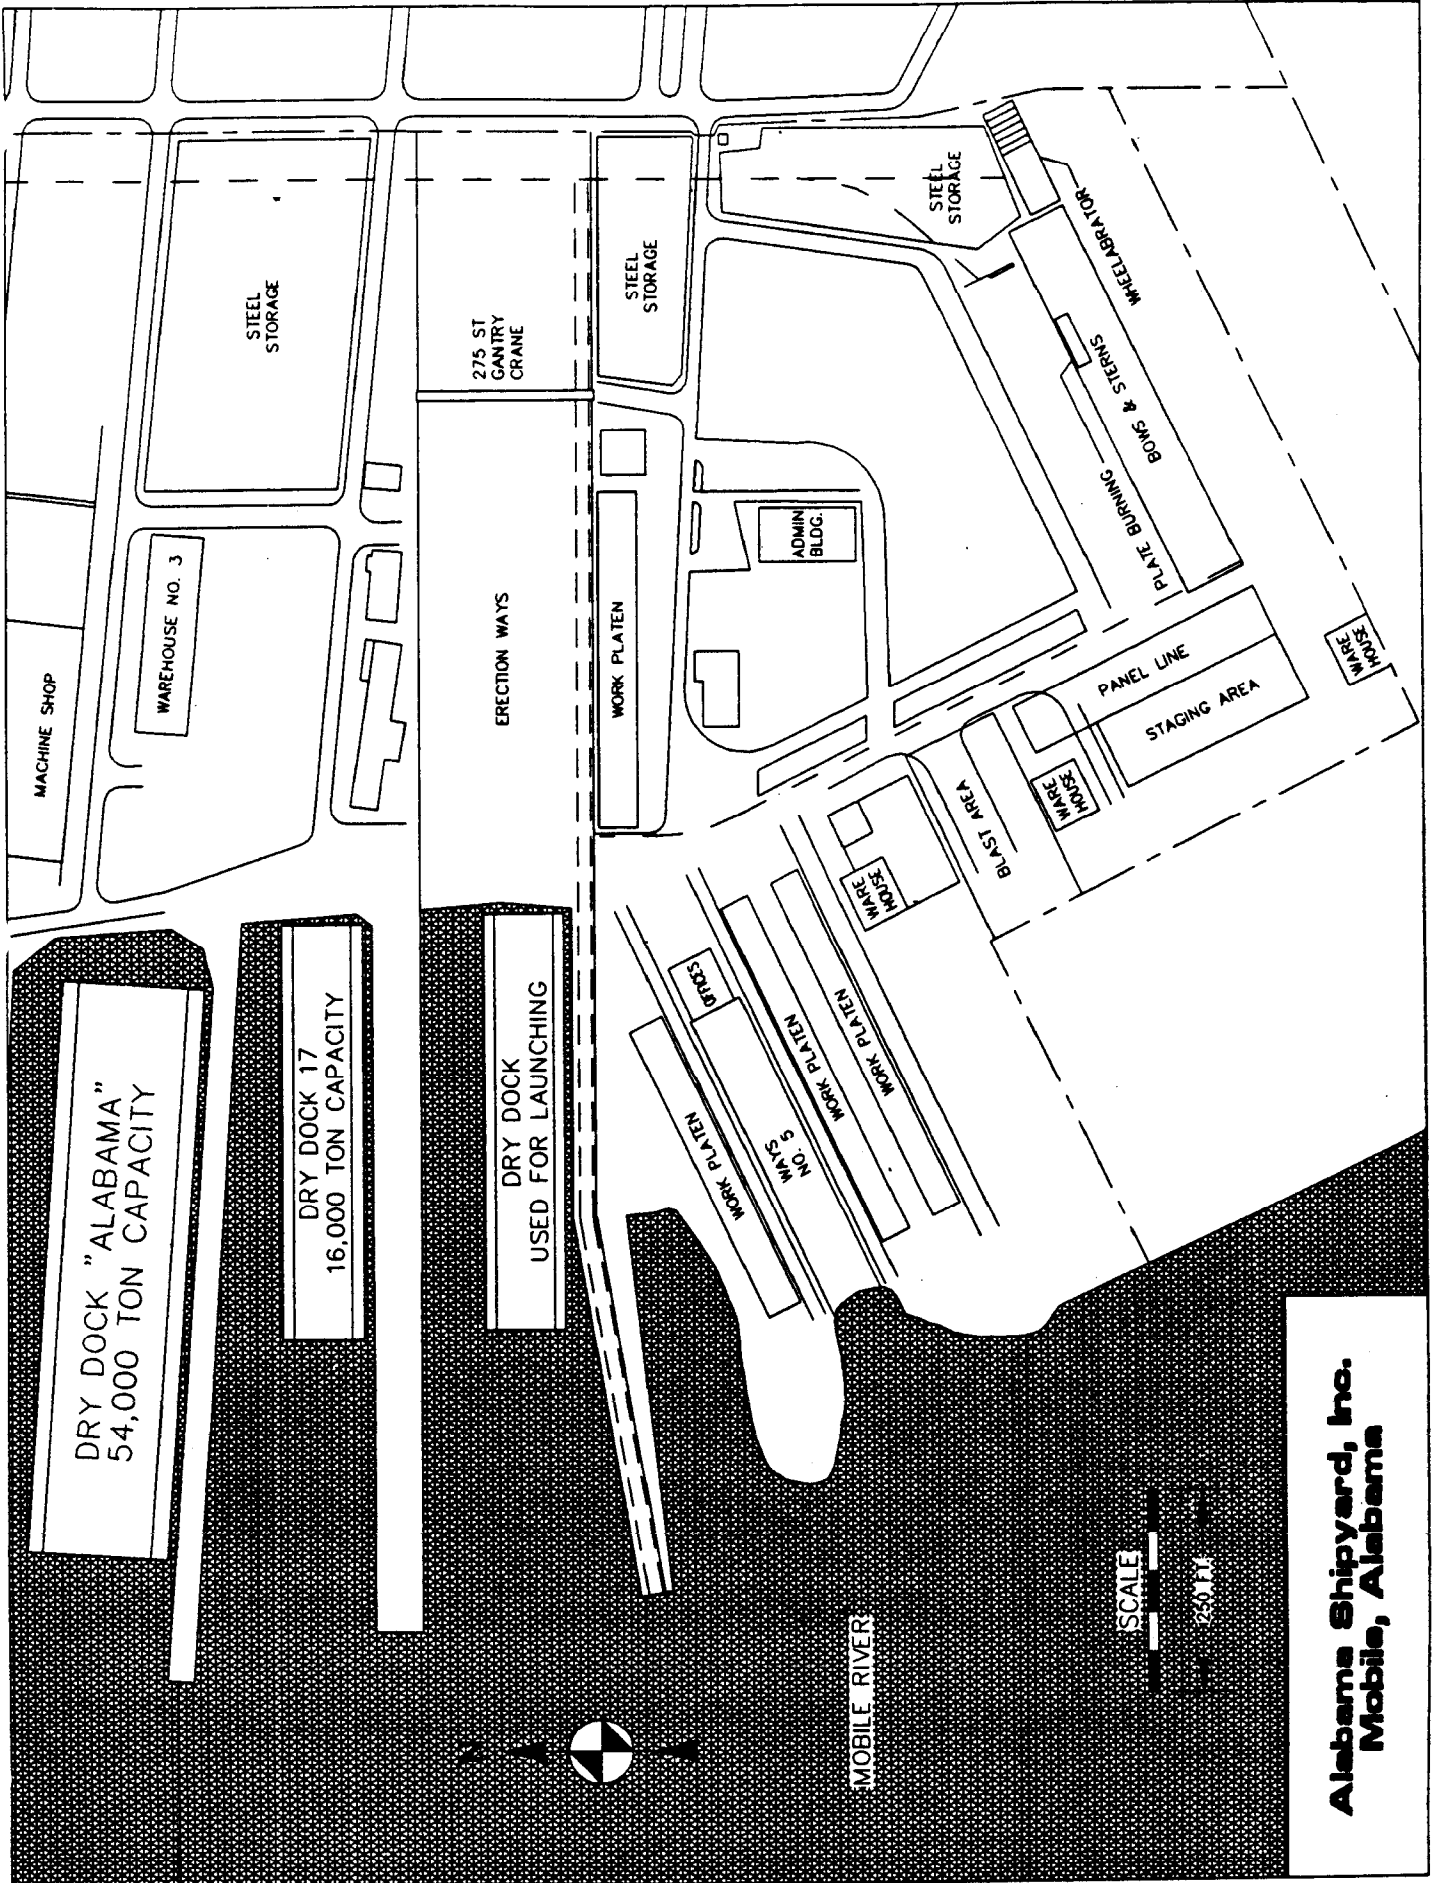 MACHINE SHOP
WAREHOUSE NO. 3
STEEL
STORAGE
275 ST
GANTRY
CRANE
ERECTION WAYS
STEEL
STORAGE
WORK PLATEN
ADMIN
BLDG.
STEEL
STORAGE
WHEELABRATOR
BOWS & STERNS
PLATE BURNING
PANEL LINE
STAGING AREA
WARE
HOUSE
WARE
HOUSE
BLAST AREA
WARE
HOUSE
OFFICES
WORK PLATEN
WAYS
NO. 5
WORK PLATEN
WORK PLATEN
DRY DOCK "ALABAMA"
54,000 TON CAPACITY
DRY DOCK 17
16,000 TON CAPACITY
DRY DOCK
USED FOR LAUNCHING
N
MOBILE RIVER
SCALE
250 FT.
Alabama Shipyard, Inc.
Mobile, Alabama